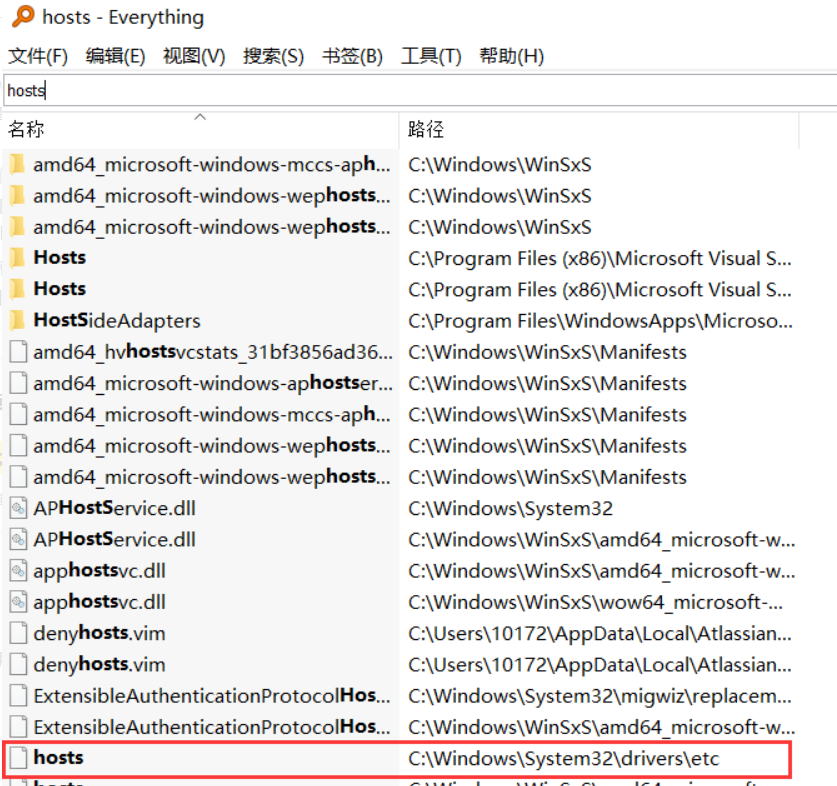 hosts - Everything
文件(F) 编辑(E) 视图(V) 搜索(S) 书签(B) 工具(T) 帮助(H)
hosts
名称 路径
amd64_microsoft-windows-mccs-aph... C:\Windows\WinSxS
amd64_microsoft-windows-wephosts... C:\Windows\WinSxS
amd64_microsoft-windows-wephosts... C:\Windows\WinSxS
Hosts C:\Program Files (x86)\Microsoft Visual S...
Hosts C:\Program Files (x86)\Microsoft Visual S...
HostSideAdapters C:\Program Files\WindowsApps\Microso...
amd64_hvhostsvcstats_31bf3856ad36... C:\Windows\WinSxS\Manifests
amd64_microsoft-windows-aphostser... C:\Windows\WinSxS\Manifests
amd64_microsoft-windows-mccs-aph... C:\Windows\WinSxS\Manifests
amd64_microsoft-windows-wephosts... C:\Windows\WinSxS\Manifests
amd64_microsoft-windows-wephosts... C:\Windows\WinSxS\Manifests
APHostService.dll C:\Windows\System32
APHostService.dll C:\Windows\WinSxS\amd64_microsoft-w...
apphostsvc.dll C:\Windows\WinSxS\amd64_microsoft-w...
apphostsvc.dll C:\Windows\WinSxS\wow64_microsoft-...
denyhosts.vim C:\Users\10172\AppData\Local\Atlassian...
denyhosts.vim C:\Users\10172\AppData\Local\Atlassian...
ExtensibleAuthenticationProtocolHos... C:\Windows\System32\migwiz\replacem...
ExtensibleAuthenticationProtocolHos... C:\Windows\WinSxS\amd64_microsoft-w...
hosts C:\Windows\System32\drivers\etc